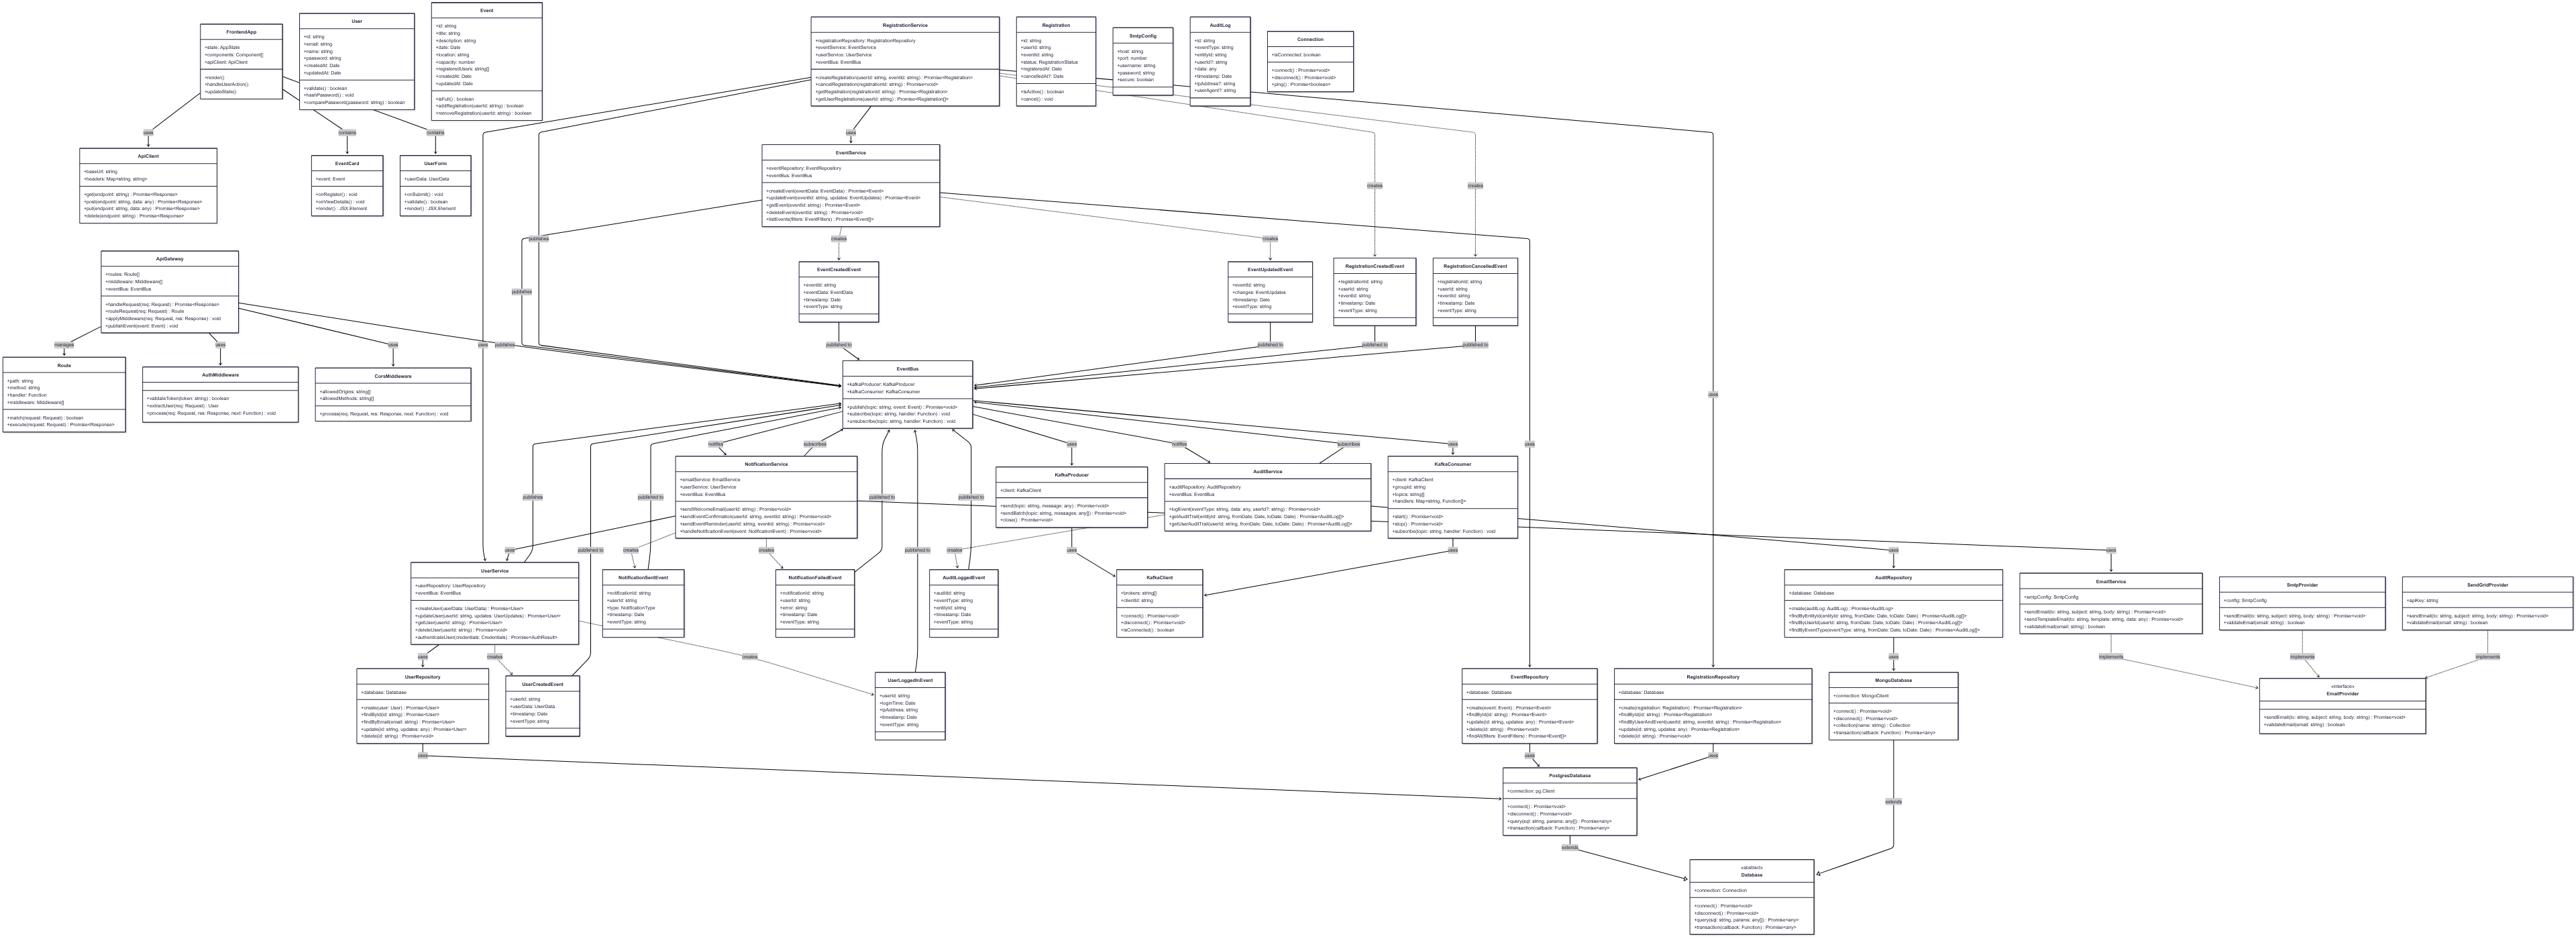 FrontendApp
+state: AppState
+components: Component[]
+apiClient: ApiClient
+render()
+handleUserAction()
+updateState()
User
+id: string
+email: string
+name: string
+password: string
+createdAt: Date
+updatedAt: Date
+validate() : boolean
+hashPassword() : void
+comparePassword(password: string) : boolean
Event
+id: string
+title: string
+description: string
+date: Date
+location: string
+capacity: number
+registeredUsers: string[]
+createdAt: Date
+updatedAt: Date
+isFull() : boolean
+addRegistration(userId: string) : boolean
+removeRegistration(userId: string) : boolean
RegistrationService
+registrationRepository: RegistrationRepository
+eventService: EventService
+userService: UserService
+eventBus: EventBus
+createRegistration(userId: string, eventId: string) : Promise<Registration>
+cancelRegistration(registrationId: string) : Promise<void>
+getRegistration(registrationId: string) : Promise<Registration>
+getUserRegistrations(userId: string) : Promise<Registration[]>
Registration
+id: string
+userId: string
+eventId: string
+status: RegistrationStatus
+registeredAt: Date
+cancelledAt?: Date
+isActive() : boolean
+cancel() : void
SmtpConfig
+host: string
+port: number
+username: string
+password: string
+secure: boolean
AuditLog
+id: string
+eventType: string
+entityId: string
+userId?: string
+data: any
+timestamp: Date
+ipAddress?: string
+userAgent?: string
Connection
+isConnected: boolean
+connect() : Promise<void>
+disconnect() : Promise<void>
+ping() : Promise<boolean>
uses
contains
contains
uses
ApiClient
+baseUrl: string
+headers: Map<string, string>
+get(endpoint: string) : Promise<Response>
+post(endpoint: string, data: any) : Promise<Response>
+put(endpoint: string, data: any) : Promise<Response>
+delete(endpoint: string) : Promise<Response>
EventCard
+event: Event
+onRegister() : void
+onViewDetails() : void
+render() : JSX.Element
UserForm
+userData: UserData
+onSubmit() : void
+validate() : boolean
+render() : JSX.Element
EventService
+eventRepository: EventRepository
+eventBus: EventBus
+createEvent(eventData: EventData) : Promise<Event>
+updateEvent(eventId: string, updates: EventUpdates) : Promise<Event>
+getEvent(eventId: string) : Promise<Event>
+deleteEvent(eventId: string) : Promise<void>
+listEvents(filters: EventFilters) : Promise<Event[]>
creates
creates
publishes
creates
creates
ApiGateway
+routes: Route[]
+middleware: Middleware[]
+eventBus: EventBus
+handleRequest(req: Request) : Promise<Response>
+routeRequest(req: Request) : Route
+applyMiddleware(req: Request, res: Response) : void
+publishEvent(event: Event) : void
EventCreatedEvent
+eventId: string
+eventData: EventData
+timestamp: Date
+eventType: string
EventUpdatedEvent
+eventId: string
+changes: EventUpdates
+timestamp: Date
+eventType: string
RegistrationCreatedEvent
+registrationId: string
+userId: string
+eventId: string
+timestamp: Date
+eventType: string
RegistrationCancelledEvent
+registrationId: string
+userId: string
+eventId: string
+timestamp: Date
+eventType: string
publishes
manages
uses
uses
uses
publishes
published to
published to
published to
published to
Route
+path: string
+method: string
+handler: Function
+middleware: Middleware[]
+match(request: Request) : boolean
+execute(request: Request) : Promise<Response>
AuthMiddleware
+validateToken(token: string) : boolean
+extractUser(req: Request) : User
+process(req: Request, res: Response, next: Function) : void
CorsMiddleware
+allowedOrigins: string[]
+allowedMethods: string[]
+process(req: Request, res: Response, next: Function) : void
EventBus
+kafkaProducer: KafkaProducer
+kafkaConsumer: KafkaConsumer
+publish(topic: string, event: Event) : Promise<void>
+subscribe(topic: string, handler: Function) : void
+unsubscribe(topic: string, handler: Function) : void
uses
notifies
subscribes
uses
notifies
subscribes
uses
uses
NotificationService
+emailService: EmailService
+userService: UserService
+eventBus: EventBus
+sendWelcomeEmail(userId: string) : Promise<void>
+sendEventConfirmation(userId: string, eventId: string) : Promise<void>
+sendEventReminder(userId: string, eventId: string) : Promise<void>
+handleNotificationEvent(event: NotificationEvent) : Promise<void>
KafkaProducer
+client: KafkaClient
+send(topic: string, message: any) : Promise<void>
+sendBatch(topic: string, messages: any[]) : Promise<void>
+close() : Promise<void>
AuditService
+auditRepository: AuditRepository
+eventBus: EventBus
+logEvent(eventType: string, data: any, userId?: string) : Promise<void>
+getAuditTrail(entityId: string, fromDate: Date, toDate: Date) : Promise<AuditLog[]>
+getUserAuditTrail(userId: string, fromDate: Date, toDate: Date) : Promise<AuditLog[]>
KafkaConsumer
+client: KafkaClient
+groupId: string
+topics: string[]
+handlers: Map<string, Function[]>
+start() : Promise<void>
+stop() : Promise<void>
+subscribe(topic: string, handler: Function) : void
publishes
published to
published to
published to
uses
published to
creates
creates
published to
creates
uses
uses
uses
uses
UserService
+userRepository: UserRepository
+eventBus: EventBus
+createUser(userData: UserData) : Promise<User>
+updateUser(userId: string, updates: UserUpdates) : Promise<User>
+getUser(userId: string) : Promise<User>
+deleteUser(userId: string) : Promise<void>
+authenticateUser(credentials: Credentials) : Promise<AuthResult>
NotificationSentEvent
+notificationId: string
+userId: string
+type: NotificationType
+timestamp: Date
+eventType: string
NotificationFailedEvent
+notificationId: string
+userId: string
+error: string
+timestamp: Date
+eventType: string
AuditLoggedEvent
+auditId: string
+eventType: string
+entityId: string
+timestamp: Date
+eventType: string
KafkaClient
+brokers: string[]
+clientId: string
+connect() : Promise<void>
+disconnect() : Promise<void>
+isConnected() : boolean
AuditRepository
+database: Database
+create(auditLog: AuditLog) : Promise<AuditLog>
+findByEntity(entityId: string, fromDate: Date, toDate: Date) : Promise<AuditLog[]>
+findByUser(userId: string, fromDate: Date, toDate: Date) : Promise<AuditLog[]>
+findByEventType(eventType: string, fromDate: Date, toDate: Date) : Promise<AuditLog[]>
EmailService
+smtpConfig: SmtpConfig
+sendEmail(to: string, subject: string, body: string) : Promise<void>
+sendTemplateEmail(to: string, template: string, data: any) : Promise<void>
+validateEmail(email: string) : boolean
SmtpProvider
+config: SmtpConfig
+sendEmail(to: string, subject: string, body: string) : Promise<void>
+validateEmail(email: string) : boolean
SendGridProvider
+apiKey: string
+sendEmail(to: string, subject: string, body: string) : Promise<void>
+validateEmail(email: string) : boolean
uses
creates
creates
uses
implements
implements
implements
UserRepository
+database: Database
+create(user: User) : Promise<User>
+findById(id: string) : Promise<User>
+findByEmail(email: string) : Promise<User>
+update(id: string, updates: any) : Promise<User>
+delete(id: string) : Promise<void>
UserCreatedEvent
+userId: string
+userData: UserData
+timestamp: Date
+eventType: string
UserLoggedInEvent
+userId: string
+loginTime: Date
+ipAddress: string
+timestamp: Date
+eventType: string
EventRepository
+database: Database
+create(event: Event) : Promise<Event>
+findById(id: string) : Promise<Event>
+update(id: string, updates: any) : Promise<Event>
+delete(id: string) : Promise<void>
+findAll(filters: EventFilters) : Promise<Event[]>
RegistrationRepository
+database: Database
+create(registration: Registration) : Promise<Registration>
+findById(id: string) : Promise<Registration>
+findByUserAndEvent(userId: string, eventId: string) : Promise<Registration>
+update(id: string, updates: any) : Promise<Registration>
+delete(id: string) : Promise<void>
MongoDatabase
+connection: MongoClient
+connect() : Promise<void>
+disconnect() : Promise<void>
+collection(name: string) : Collection
+transaction(callback: Function) : Promise<any>
«interface»
EmailProvider
+sendEmail(to: string, subject: string, body: string) : Promise<void>
+validateEmail(email: string) : boolean
uses
uses
uses
PostgresDatabase
+connection: pg.Client
+connect() : Promise<void>
+disconnect() : Promise<void>
+query(sql: string, params: any[]) : Promise<any>
+transaction(callback: Function) : Promise<any>
extends
extends
«abstract»
Database
+connection: Connection
+connect() : Promise<void>
+disconnect() : Promise<void>
+query(sql: string, params: any[]) : Promise<any>
+transaction(callback: Function) : Promise<any>